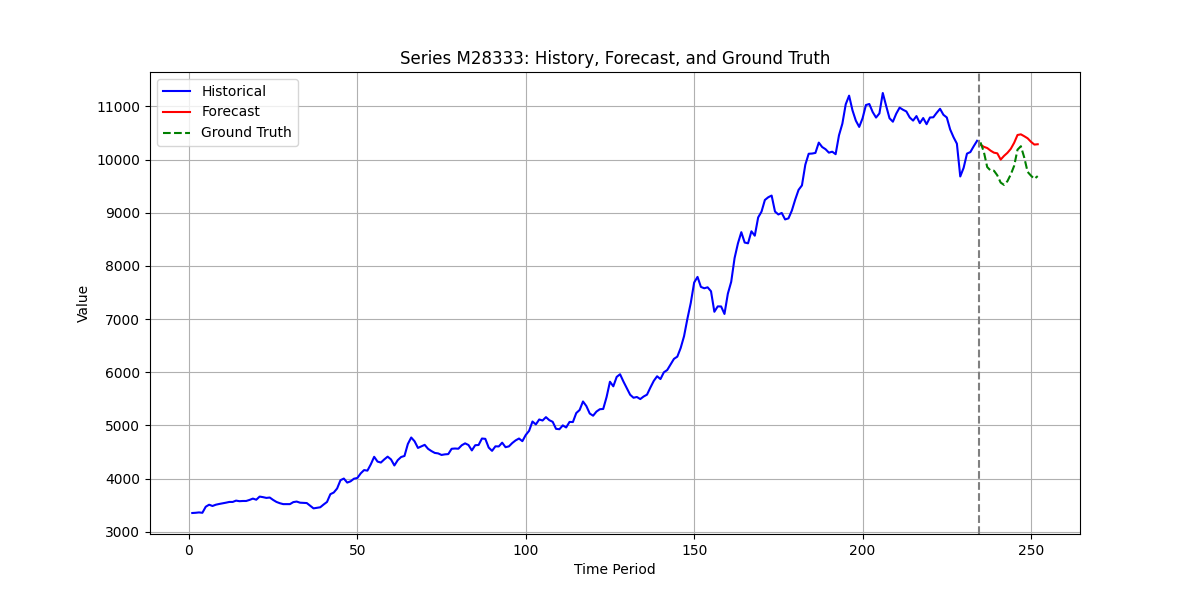 Series M28333: History, Forecast, and Ground Truth
Historical
Forecast
Ground Truth
11000
10000
9000
8000
7000
6000
5000
4000
3000
Value
0 50 100 150 200 250
Time Period